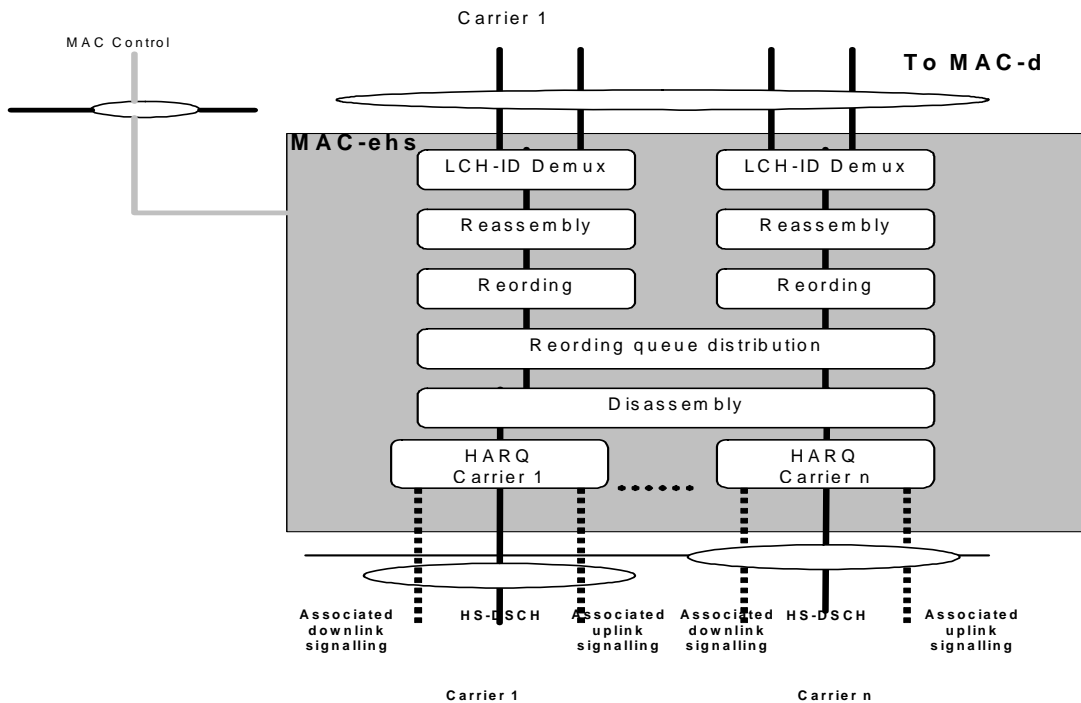 Carrier 1
MAC Control
To MAC-d
MAC-ehs
LCH-ID Demux
LCH-ID Demux
Reassembly
Reassembly
Reording
Reording
Reording queue distribution
Disassembly
HARQ
Carrier 1
HARQ
Carrier n
Associated
downlink
signalling
HS-DSCH
Associated
uplink
signalling
Associated
downlink
signalling
HS-DSCH
Associated
uplink
signalling
Carrier 1
Carrier n